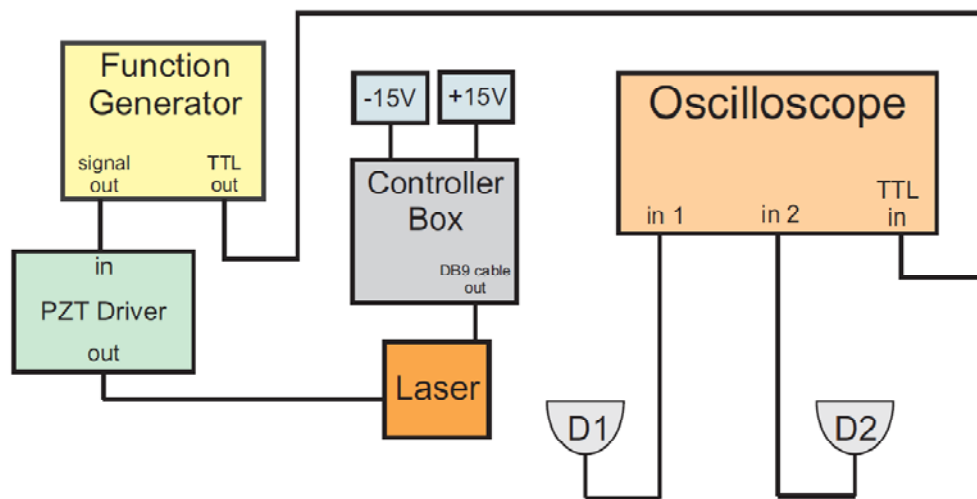 Function
Generator
signal
out
TTL
out
-15V
+15V
Controller
Box
DB9 cable
out
Oscilloscope
in 1
in 2
TTL
in
in
PZT Driver
out
Laser
D1
D2